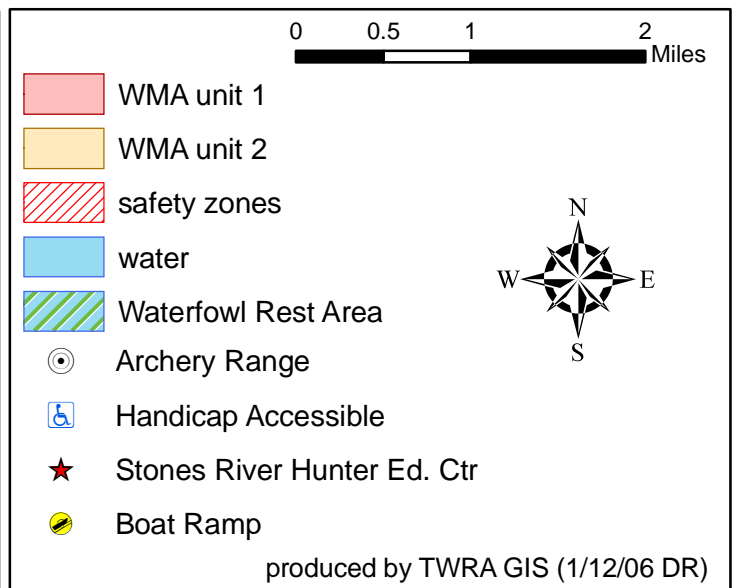 0 0.5 1 2
Miles
WMA unit 1
WMA unit 2
safety zones
N
water
W E
Waterfowl Rest Area
S
Archery Range
Handicap Accessible
Stones River Hunter Ed. Ctr
Boat Ramp
produced by TWRA GIS (1/12/06 DR)